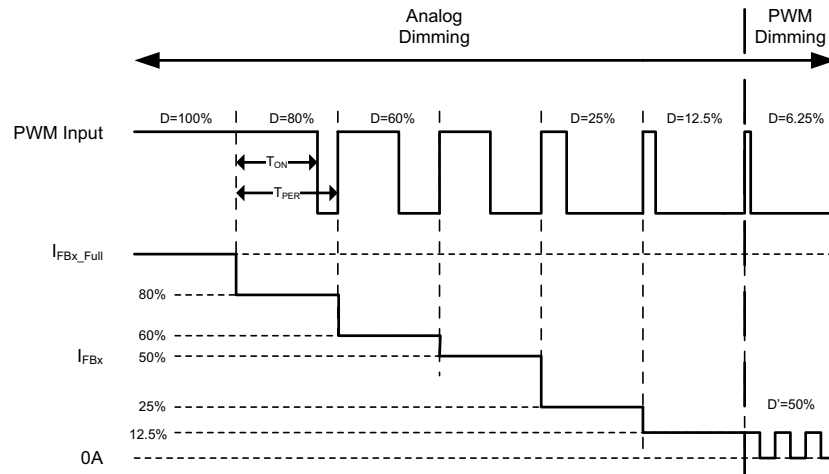 Analog
Dimming
PWM
Dimming
D=100%
D=80%
D=60%
D=25%
D=12.5%
D=6.25%
PWM Input
TON
TPER
IFBx_Full
80%
60%
IFBx
50%
25%
D'=50%
12.5%
0A